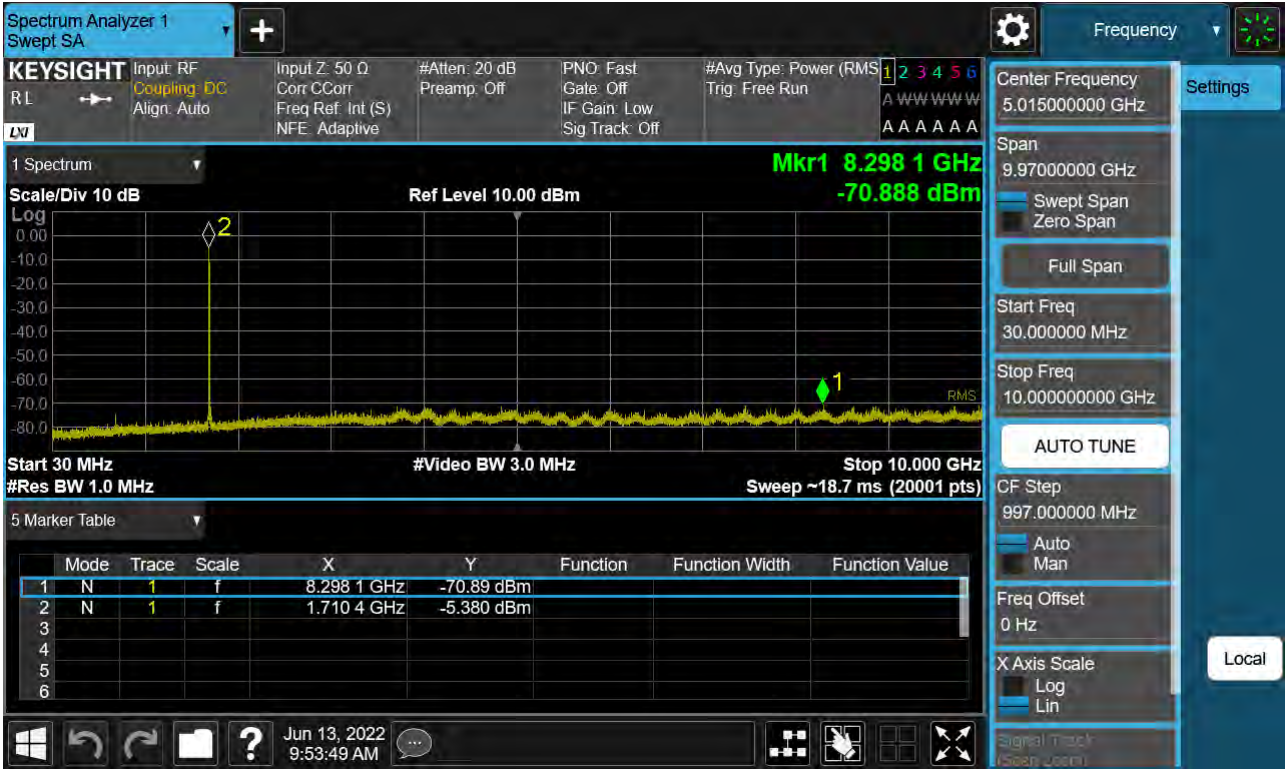 Spectrum Analyzer 1
Swept SA
+
Frequency
KEYSIGHT
RL
LXI
Input: RF
Coupling: DC
Align: Auto
Input Z: 50 Ω
Corr CCorr
Freq Ref: Int (S)
NFE: Adaptive
#Atten: 20 dB
Preamp: Off
PNO: Fast
Gate: Off
IF Gain: Low
Sig Track: Off
#Avg Type: Power (RMS
Trig: Free Run
1 2 3 4 5 6
A W W W W W
A A A A A A
Center Frequency
5.015000000 GHz
Settings
Span
9.97000000 GHz
Swept Span
Zero Span
Full Span
Start Freq
30.000000 MHz
Stop Freq
10.000000000 GHz
AUTO TUNE
CF Step
997.000000 MHz
Auto
Man
Freq Offset
0 Hz
X Axis Scale
Log
Lin
Signal Track
(Span Zoom)
Local
1 Spectrum
Mkr1 8.298 1 GHz
-70.888 dBm
Scale/Div 10 dB
Ref Level 10.00 dBm
Log
0.00
-10.0
-20.0
-30.0
-40.0
-50.0
-60.0
-70.0
-80.0
2
1
RMS
Start 30 MHz
#Video BW 3.0 MHz
Stop 10.000 GHz
#Res BW 1.0 MHz
Sweep ~18.7 ms (20001 pts)
5 Marker Table
Mode Trace Scale X Y Function Function Width Function Value
1 N 1 f 8.298 1 GHz -70.89 dBm
2 N 1 f 1.710 4 GHz -5.380 dBm
3
4
5
6
?
Jun 13, 2022
9:53:49 AM